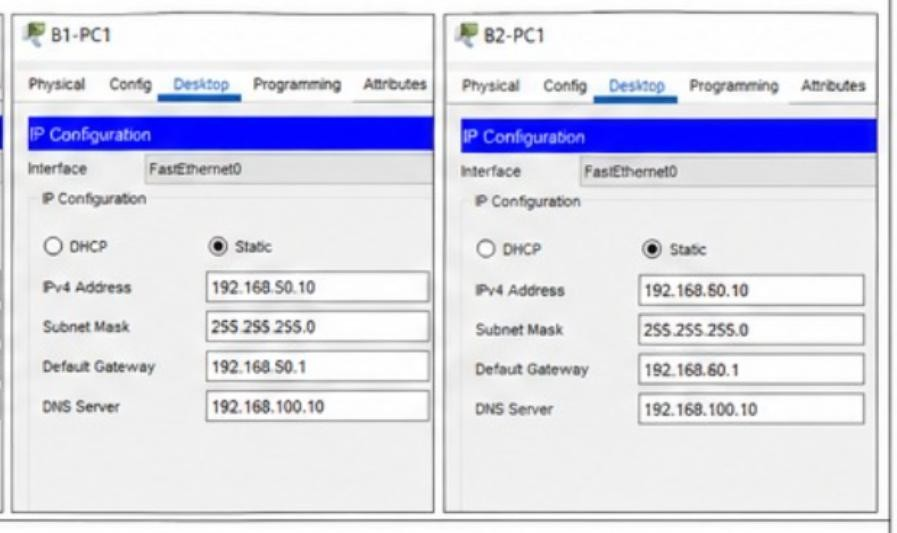 B1-PC1
Physical Config Desktop Programming Attributes
IP Configuration
Interface FastEthernet0
IP Configuration
DHCP Static
IPv4 Address 192.168.50.10
Subnet Mask 255.255.255.0
Default Gateway 192.168.50.1
DNS Server 192.168.100.10
B2-PC1
Physical Config Desktop Programming Attributes
IP Configuration
Interface FastEthernet0
IP Configuration
DHCP Static
IPv4 Address 192.168.60.10
Subnet Mask 255.255.255.0
Default Gateway 192.168.60.1
DNS Server 192.168.100.10